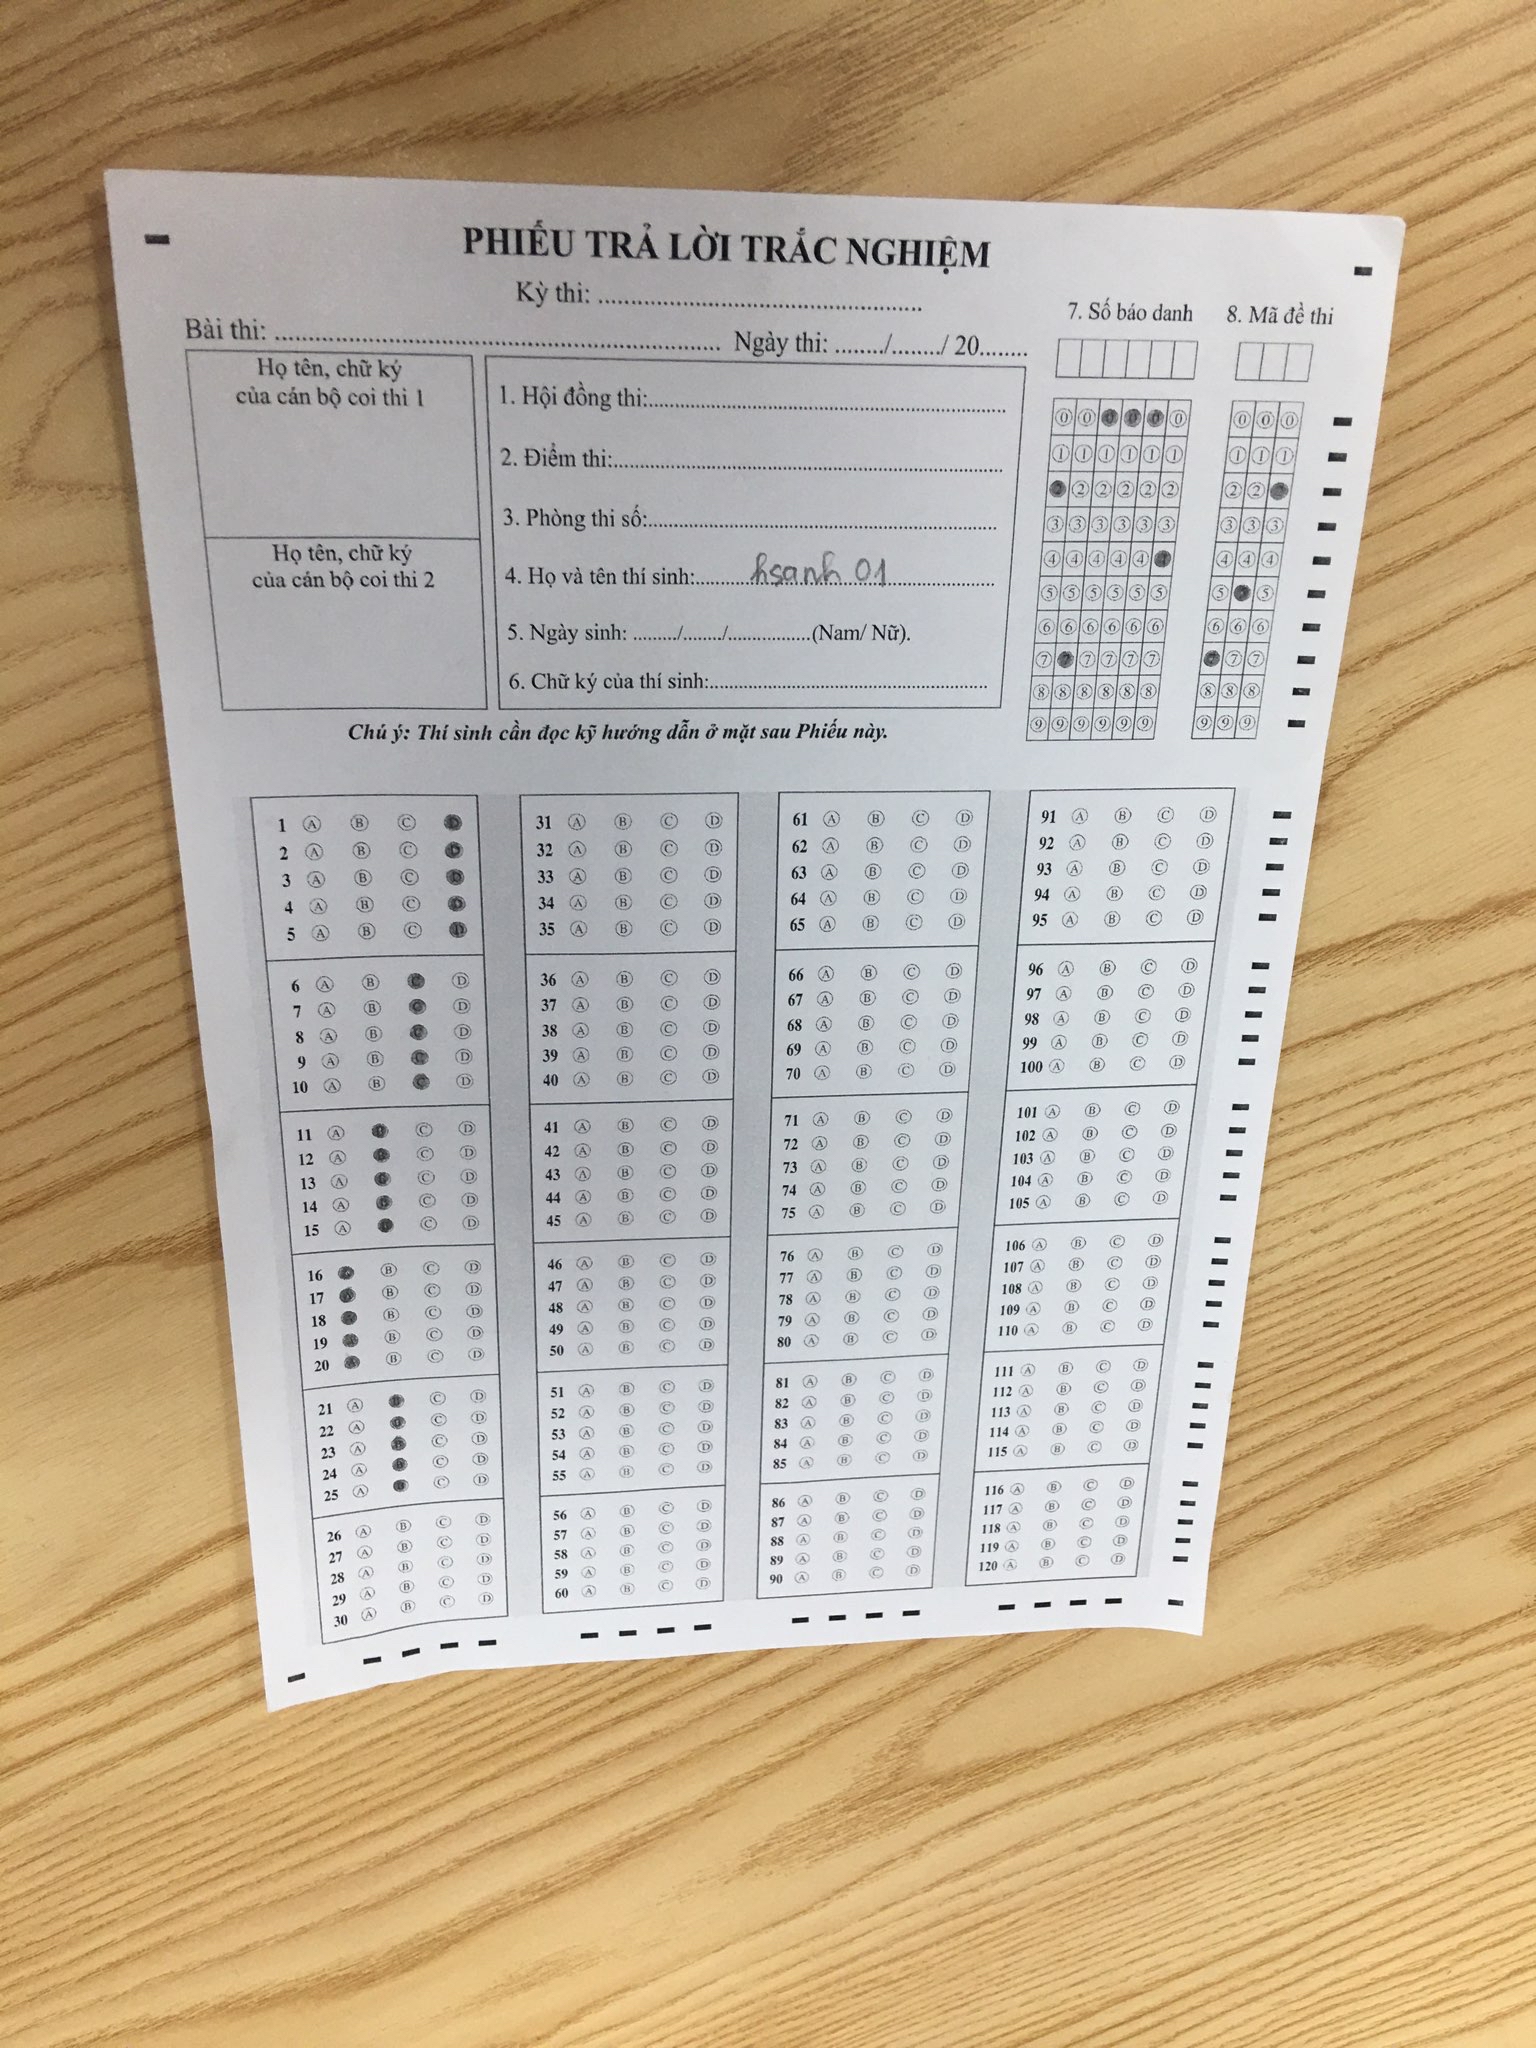 PHIẾU TRẢ LỜI TRẮC NGHIỆM
Kỳ thi: ................................................
Bài thi: .................................................................. Ngày thi: ......../......../ 20........
7. Số báo danh 8. Mã đề thi
Họ tên, chữ ký
của cán bộ coi thi 1
Họ tên, chữ ký
của cán bộ coi thi 2
1. Hội đồng thi:..............................................................
2. Điểm thi:....................................................................
3. Phòng thi số:.............................................................
4. Họ và tên thí sinh:..........hsanh 01....................
5. Ngày sinh: ........./......../................(Nam/ Nữ).
6. Chữ ký của thí sinh:..................................................
0 0 0 0 0 0 0 0 0
1 1 1 1 1 1 1 1 1
2 2 2 2 2 2 2 2 2
3 3 3 3 3 3 3 3 3
4 4 4 4 4 4 4 4 4
5 5 5 5 5 5 5 5
6 6 6 6 6 6 6 6 6
7 7 7 7 7 7 7 7 7
8 8 8 8 8 8 8 8 8
9 9 9 9 9 9 9 9 9
Chú ý: Thí sinh cần đọc kỹ hướng dẫn ở mặt sau Phiếu này.
1 A B C D 31 A B C D 61 A B C D 91 A B C D
2 A B C D 32 A B C D 62 A B C D 92 A B C D
3 A B C D 33 A B C D 63 A B C D 93 A B C D
4 A B C D 34 A B C D 64 A B C D 94 A B C D
5 A B C D 35 A B C D 65 A B C D 95 A B C D
6 A B C D 36 A B C D 66 A B C D 96 A B C D
7 A B C D 37 A B C D 67 A B C D 97 A B C D
8 A B C D 38 A B C D 68 A B C D 98 A B C D
9 A B C D 39 A B C D 69 A B C D 99 A B C D
10 A B C D 40 A B C D 70 A B C D 100 A B C D
11 A B C D 41 A B C D 71 A B C D 101 A B C D
12 A B C D 42 A B C D 72 A B C D 102 A B C D
13 A B C D 43 A B C D 73 A B C D 103 A B C D
14 A B C D 44 A B C D 74 A B C D 104 A B C D
15 A B C D 45 A B C D 75 A B C D 105 A B C D
16 A B C D 46 A B C D 76 A B C D 106 A B C D
17 A B C D 47 A B C D 77 A B C D 107 A B C D
18 A B C D 48 A B C D 78 A B C D 108 A B C D
19 A B C D 49 A B C D 79 A B C D 109 A B C D
20 A B C D 50 A B C D 80 A B C D 110 A B C D
21 A B C D 51 A B C D 81 A B C D 111 A B C D
22 A B C D 52 A B C D 82 A B C D 112 A B C D
23 A B C D 53 A B C D 83 A B C D 113 A B C D
24 A B C D 54 A B C D 84 A B C D 114 A B C D
25 A B C D 55 A B C D 85 A B C D 115 A B C D
26 A B C D 56 A B C D 86 A B C D 116 A B C D
27 A B C D 57 A B C D 87 A B C D 117 A B C D
28 A B C D 58 A B C D 88 A B C D 118 A B C D
29 A B C D 59 A B C D 89 A B C D 119 A B C D
30 A B C D 60 A B C D 90 A B C D 120 A B C D